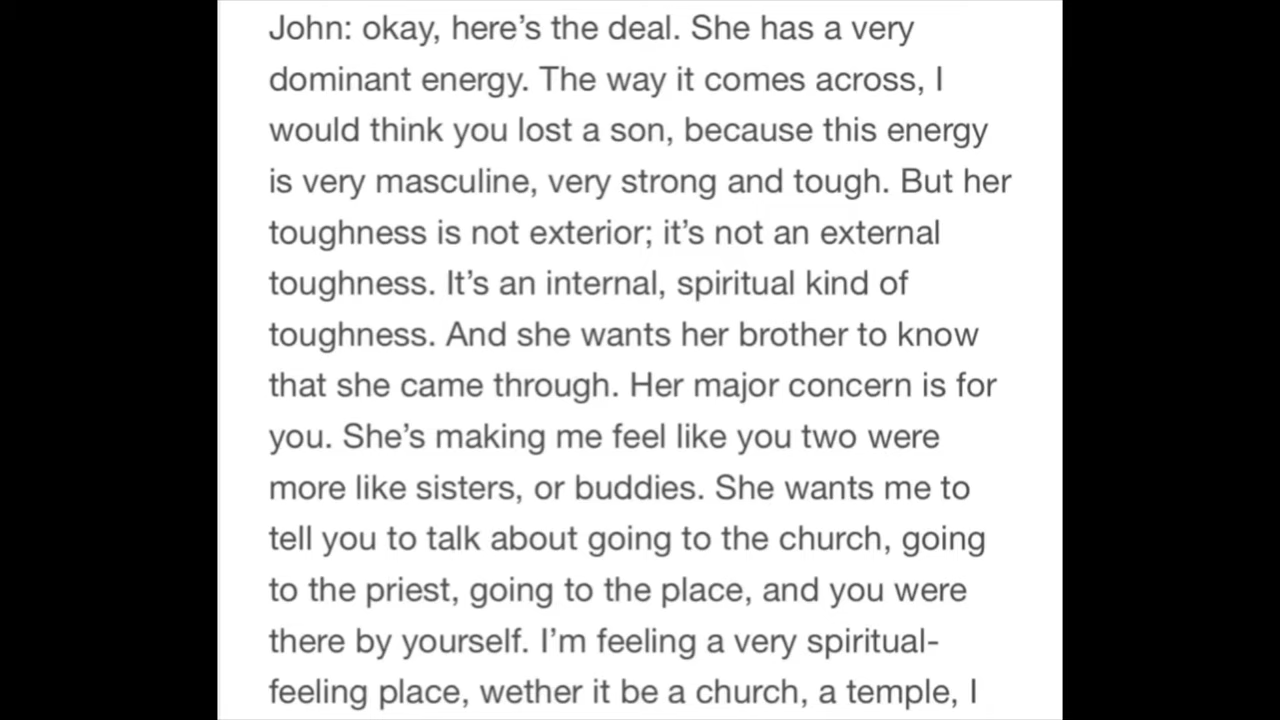 John: okay, here’s the deal. She has a very
dominant energy. The way it comes across, I
would think you lost a son, because this energy
is very masculine, very strong and tough. But her
toughness is not exterior; it’s not an external
toughness. It’s an internal, spiritual kind of
toughness. And she wants her brother to know
that she came through. Her major concern is for
you. She’s making me feel like you two were
more like sisters, or buddies. She wants me to
tell you to talk about going to the church, going
to the priest, going to the place, and you were
there by yourself. I’m feeling a very spiritual-
feeling place, wether it be a church, a temple, I